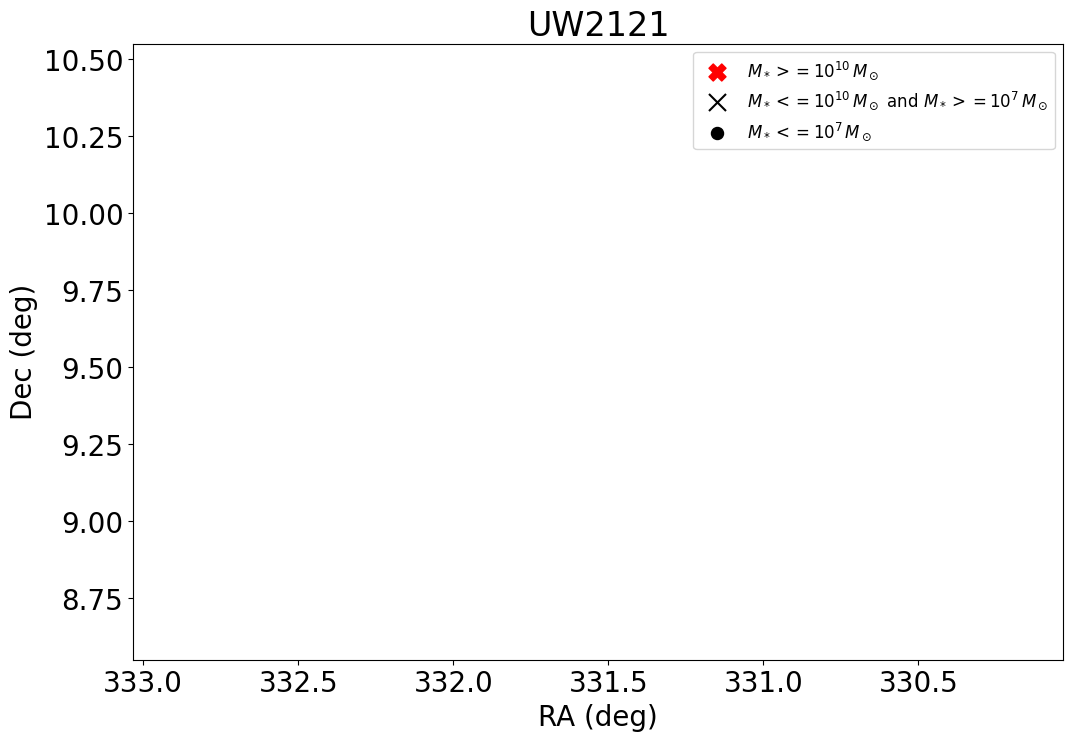 UW2121
10.50
10.25
10.00
9.75
9.50
9.25
9.00
8.75
Dec (deg)
M* >= 10^10 M⊙
M* <= 10^10 M⊙ and M* >= 10^7 M⊙
M* <= 10^7 M⊙
333.0 332.5 332.0 331.5 331.0 330.5
RA (deg)